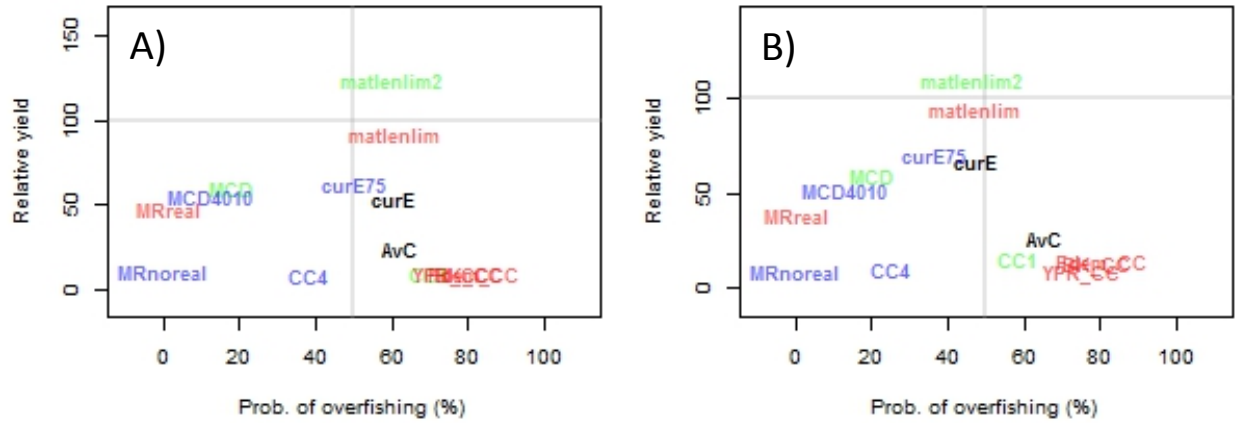 A)
150
100
50
0
Relative yield
matlenlim2
matlenlim
MCD
MCD4010
curE75
MRreal
curE
AvC
MRnoreal
CC4
0 20 40 60 80 100
Prob. of overfishing (%)
B)
100
50
0
Relative yield
matlenlim2
matlenlim
curE75
curE
MCD
MCD4010
MRreal
AvC
CC1
MRnoreal
CC4
YPR_CC
0 20 40 60 80 100
Prob. of overfishing (%)